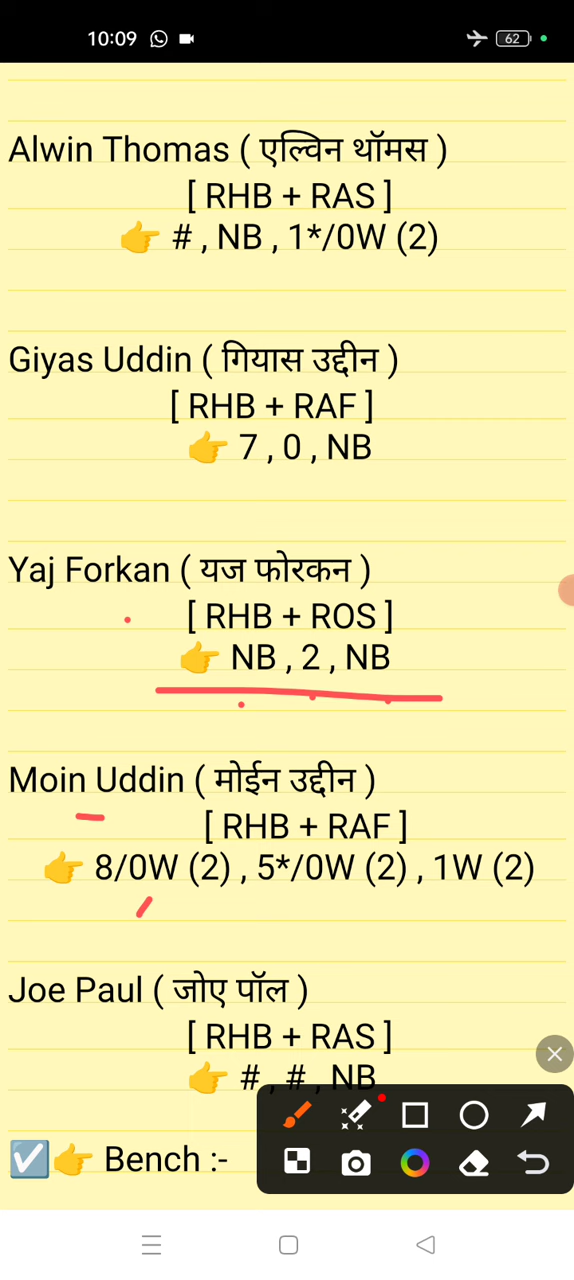 10:09
62
Alwin Thomas ( एल्विन थॉमस )
[ RHB + RAS ]
👉 # , NB , 1*/0W (2)
Giyas Uddin ( गियास उद्दीन )
[ RHB + RAF ]
👉 7 , 0 , NB
Yaj Forkan ( यज फोरकन )
[ RHB + ROS ]
👉 NB , 2 , NB
Moin Uddin ( मोईन उद्दीन )
[ RHB + RAF ]
👉 8/0W (2) , 5*/0W (2) , 1W (2)
Joe Paul ( जोए पॉल )
[ RHB + RAS ]
👉 # , # , NB
☑️👉 Bench :-